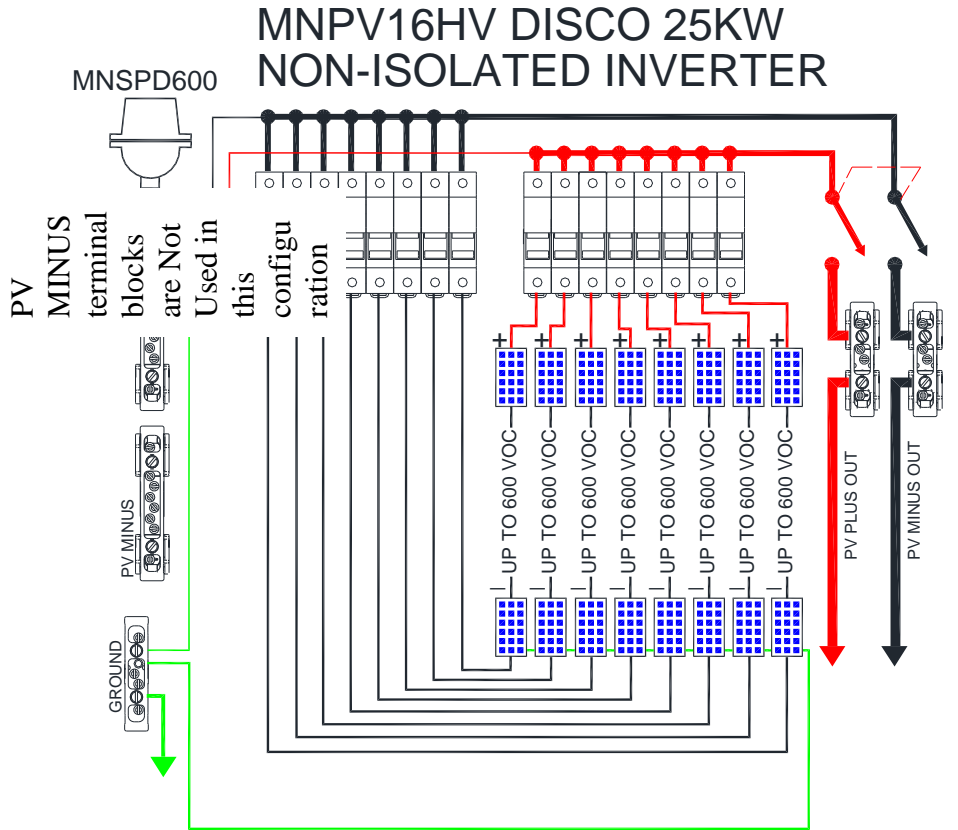 MNPV16HV DISCO 25KW
NON-ISOLATED INVERTER
MNSPD600
PV
MINUS
terminal
blocks
are Not
Used in
this
configu
ration
+
+
+
+
+
+
+
+
UP TO 600 VOC
UP TO 600 VOC
UP TO 600 VOC
UP TO 600 VOC
UP TO 600 VOC
UP TO 600 VOC
UP TO 600 VOC
UP TO 600 VOC
PV PLUS OUT
PV MINUS OUT
PV MINUS
GROUND